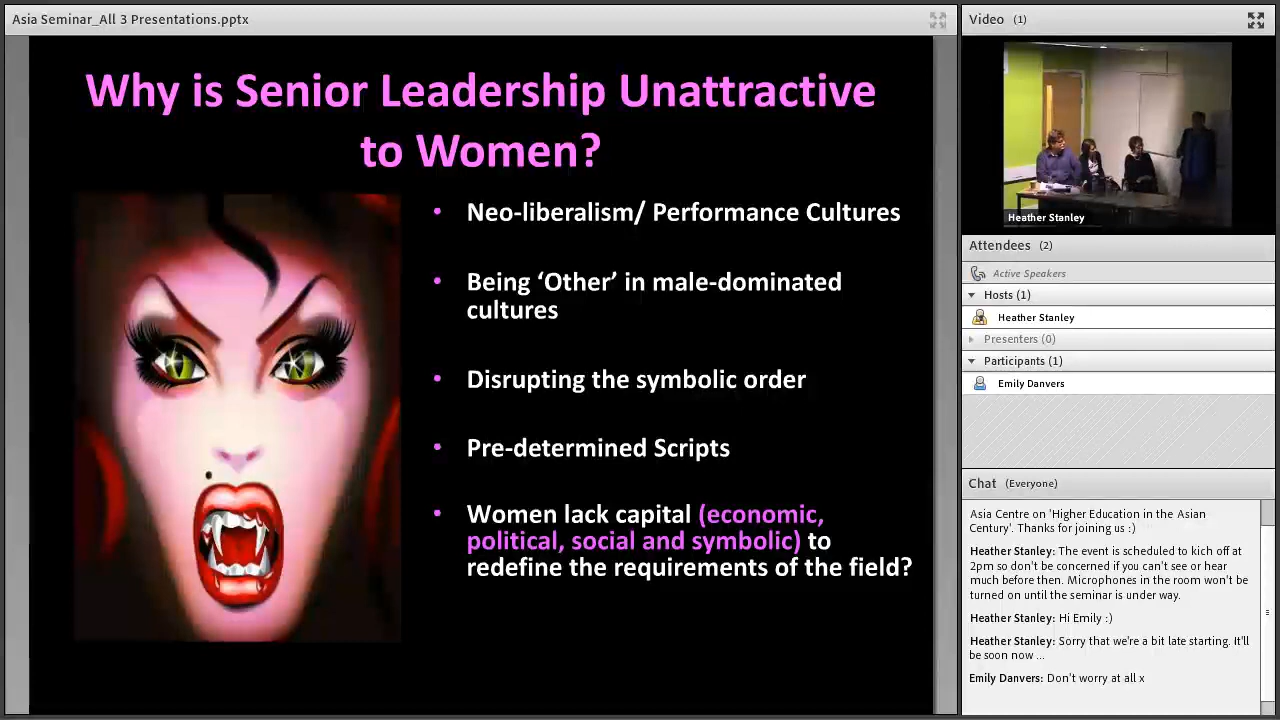 Asia Seminar_All 3 Presentations.pptx
Why is Senior Leadership Unattractive
to Women?
• Neo-liberalism/ Performance Cultures
• Being ‘Other’ in male-dominated
cultures
• Disrupting the symbolic order
• Pre-determined Scripts
• Women lack capital (economic,
political, social and symbolic) to
redefine the requirements of the field?
Video (1)
Heather Stanley
Attendees (2)
Active Speakers
Hosts (1)
Heather Stanley
Presenters (0)
Participants (1)
Emily Danvers
Chat (Everyone)
Asia Centre on 'Higher Education in the Asian
Century'. Thanks for joining us :)
Heather Stanley: The event is scheduled to kick off at
2pm so don't be concerned if you can't see or hear
much before then. Microphones in the room won't be
turned on until the seminar is under way.
Heather Stanley: Hi Emily :)
Heather Stanley: Sorry that we're a bit late starting. It'll
be soon now ...
Emily Danvers: Don't worry at all x